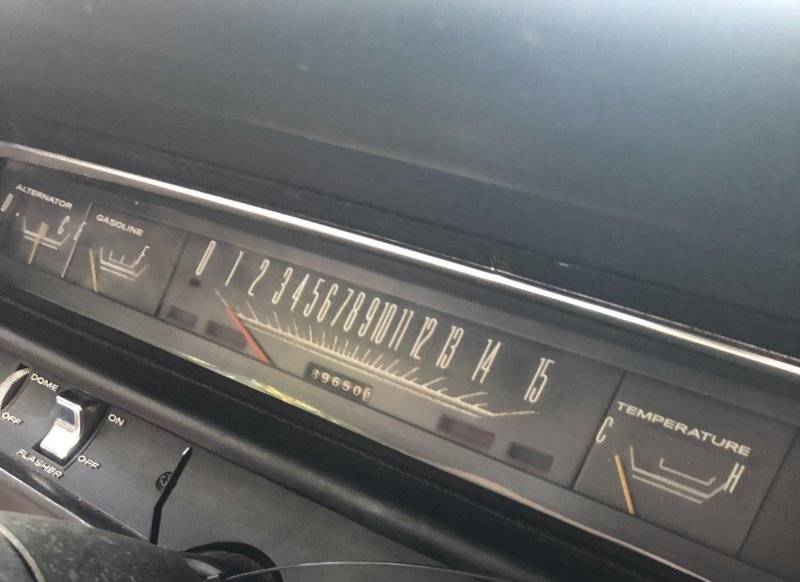 ALTERNATOR
D C
GASOLINE
E F
0 1 2 3 4 5 6 7 8 9 10 11 12 13 14 15
TEMPERATURE
C H
DOME
ON
OFF
OFF
FLASHER